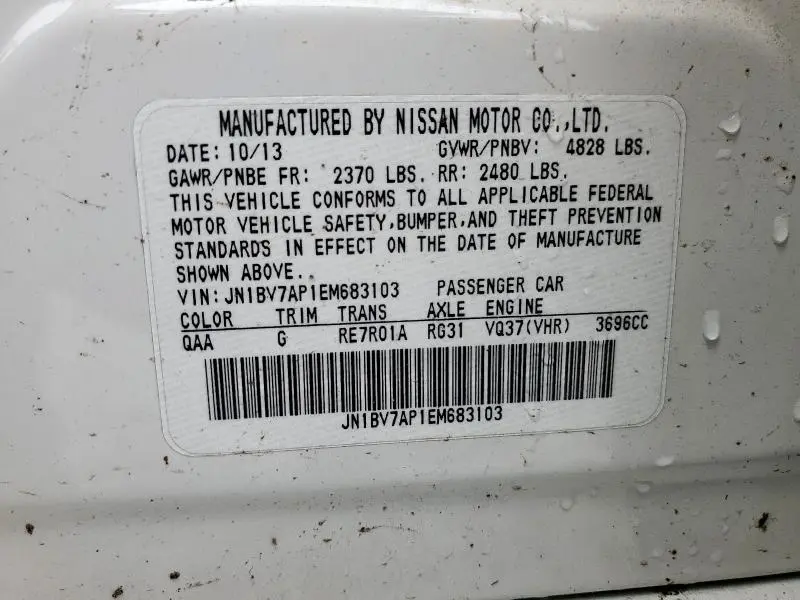 MANUFACTURED BY NISSAN MOTOR CO.,LTD.
DATE: 10/13 GVWR/PNBV: 4828 LBS.
GAWR/PNBE FR: 2370 LBS. RR: 2480 LBS.
THIS VEHICLE CONFORMS TO ALL APPLICABLE FEDERAL
MOTOR VEHICLE SAFETY,BUMPER,AND THEFT PREVENTION
STANDARDS IN EFFECT ON THE DATE OF MANUFACTURE
SHOWN ABOVE.
VIN: JN1BV7AP1EM683103 PASSENGER CAR
COLOR TRIM TRANS AXLE ENGINE
QAA G RE7R01A RG31 VQ37(VHR) 3696CC
JN1BV7AP1EM683103